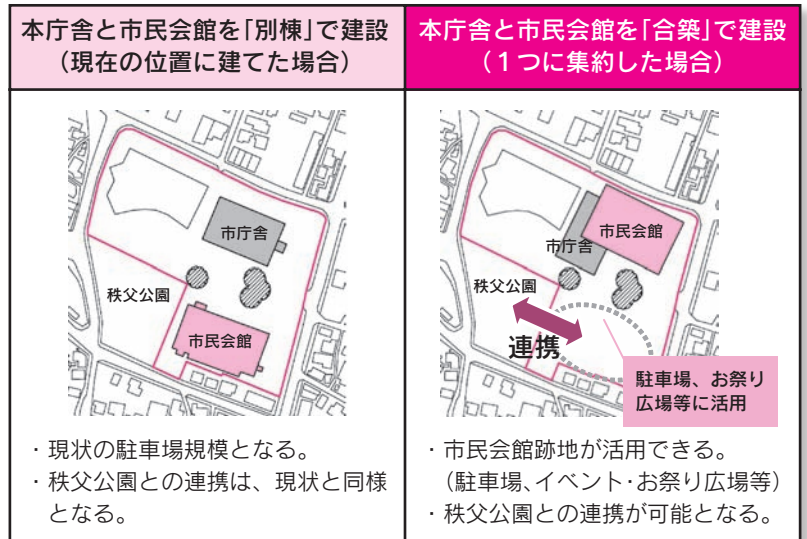 本庁舎と市民会館を「別棟」で建設
(現在の位置に建てた場合)
市庁舎
秩父公園
市民会館
・現状の駐車場規模となる。
・秩父公園との連携は、現状と同様
となる。
本庁舎と市民会館を「合築」で建設
(１つに集約した場合)
市民会館
市庁舎
秩父公園
連携
駐車場、お祭り
広場等に活用
・市民会館跡地が活用できる。
(駐車場、イベント・お祭り広場等)
・秩父公園との連携が可能となる。